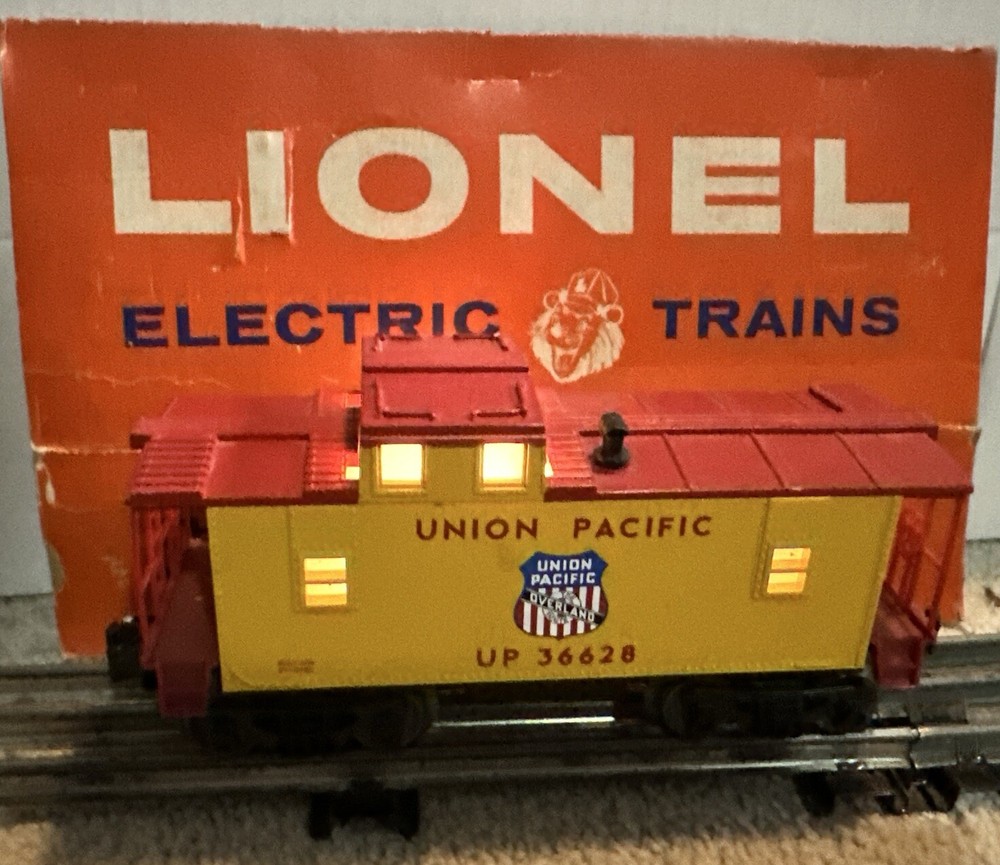 LIONEL
ELECTRIC TRAINS
UNION PACIFIC
UNION
PACIFIC
OVERLAND
UP 36628